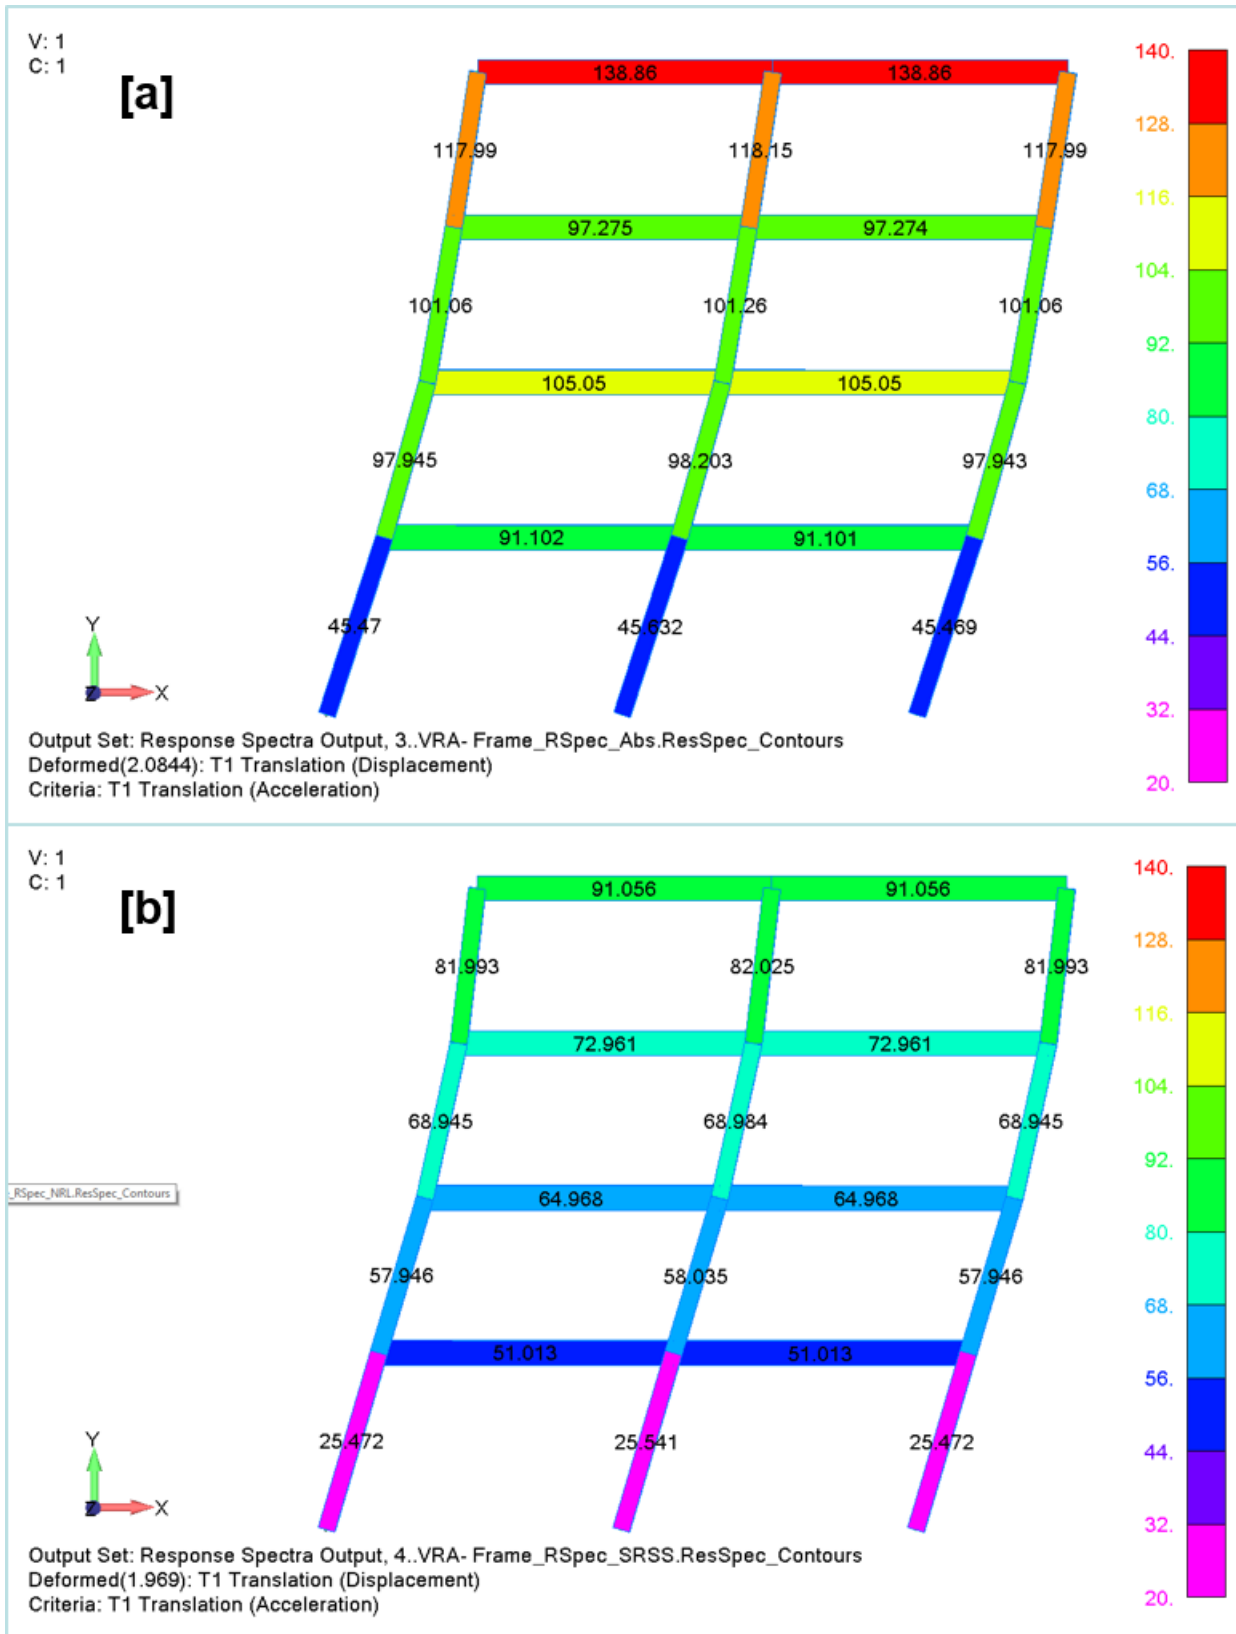 V: 1
C: 1
[a]
138.86 138.86
117.99 118.15 117.99
97.275 97.274
101.06 101.26 101.06
105.05 105.05
97.945 98.203 97.943
91.102 91.101
45.47 45.632 45.469
140.
128.
116.
104.
92.
80.
68.
56.
44.
32.
20.
Y
Z X
Output Set: Response Spectra Output, 3..VRA- Frame_RSpec_Abs.ResSpec_Contours
Deformed(2.0844): T1 Translation (Displacement)
Criteria: T1 Translation (Acceleration)
V: 1
C: 1
[b]
91.056 91.056
81.993 82.025 81.993
72.961 72.961
68.945 68.984 68.945
_RSpec_NRL.ResSpec_Contours
64.968 64.968
57.946 58.035 57.946
51.013 51.013
25.472 25.541 25.472
140.
128.
116.
104.
92.
80.
68.
56.
44.
32.
20.
Y
Z X
Output Set: Response Spectra Output, 4..VRA- Frame_RSpec_SRSS.ResSpec_Contours
Deformed(1.969): T1 Translation (Displacement)
Criteria: T1 Translation (Acceleration)